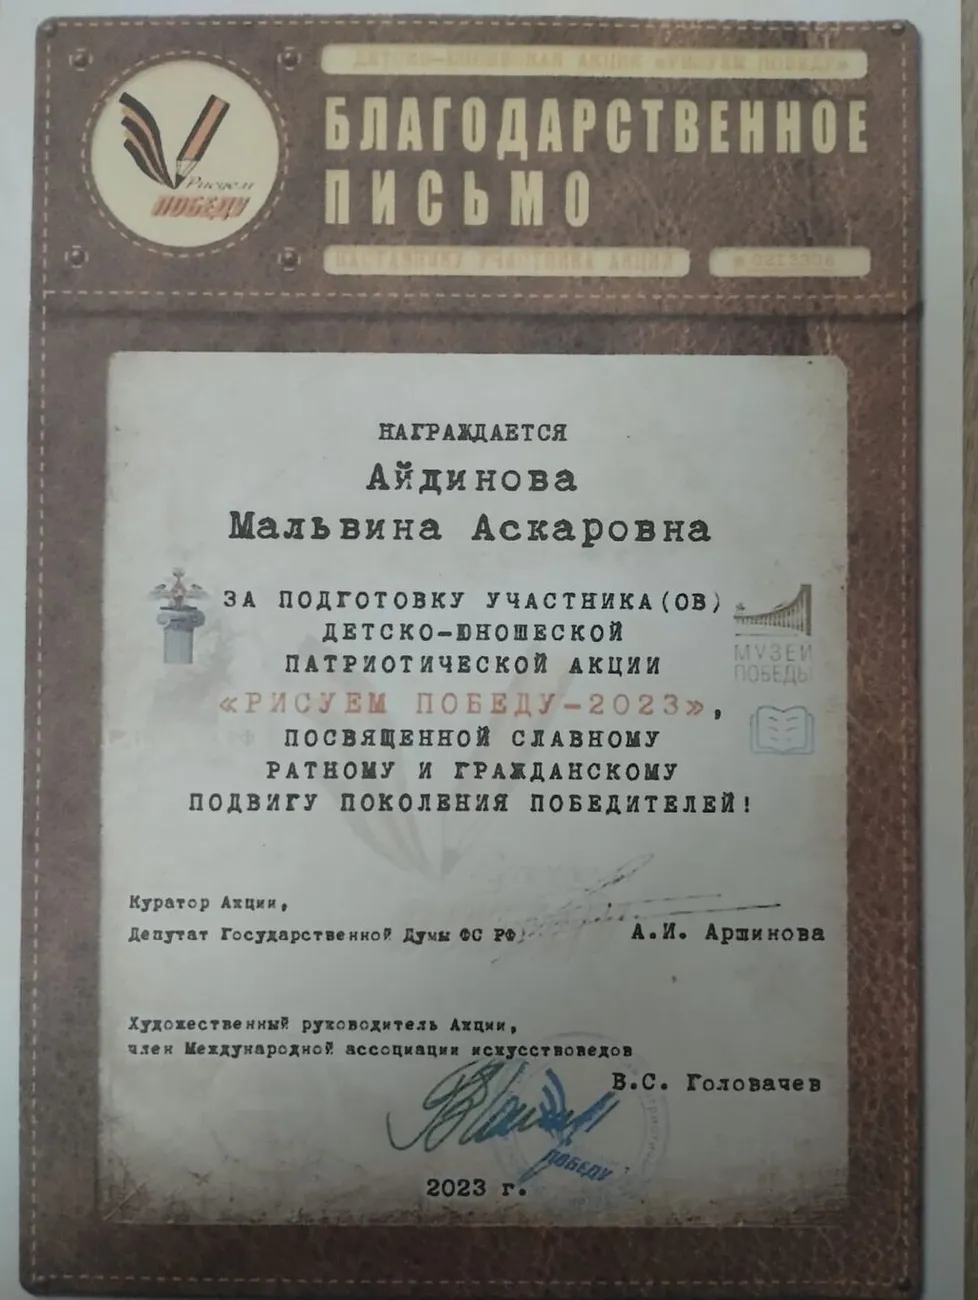 ДЕТСКО-ЮНОШЕСКАЯ АКЦИЯ «РИСУЕМ ПОБЕДУ»
БЛАГОДАРСТВЕННОЕ
ПИСЬМО
Рисуем
ПОБЕДУ
НАСТАВНИКУ УЧАСТНИКА АКЦИИ
НАГРАЖДАЕТСЯ
Айдинова
Мальвина Аскаровна
ЗА ПОДГОТОВКУ УЧАСТНИКА(ОВ)
ДЕТСКО-ЮНОШЕСКОЙ
ПАТРИОТИЧЕСКОЙ АКЦИИ
«РИСУЕМ ПОБЕДУ-2023»,
ПОСВЯЩЕННОЙ СЛАВНОМУ
РАТНОМУ И ГРАЖДАНСКОМУ
ПОДВИГУ ПОКОЛЕНИЯ ПОБЕДИТЕЛЕЙ!
МУЗЕЙ
ПОБЕДЫ
Куратор Акции,
Депутат Государственной Думы ФС РФ
А.И. Аршинова
Художественный руководитель Акции,
член Международной ассоциации искусствоведов
В.С. Головачев
ПОБЕДУ
2023 г.